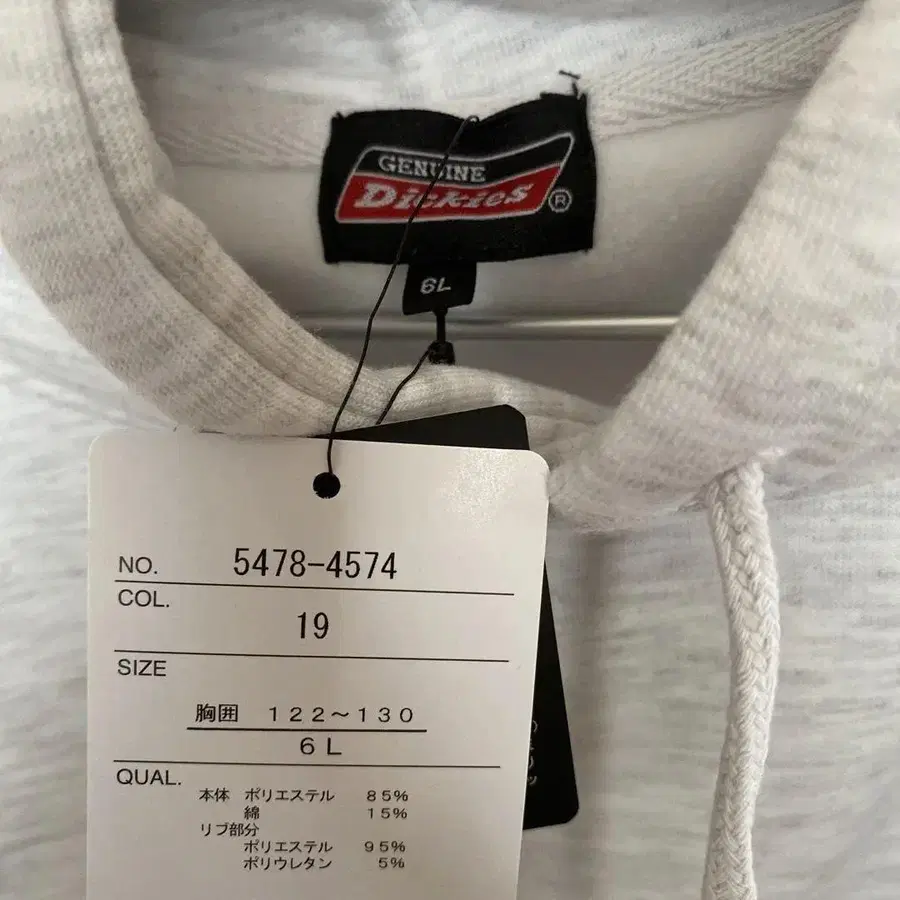 GENUINE
Dickies®
6L
NO. 5478-4574
COL.
19
SIZE
胸囲 122～130
6L
QUAL.
本体 ポリエステル 85%
綿 15%
リブ部分
ポリエステル 95%
ポリウレタン 5%